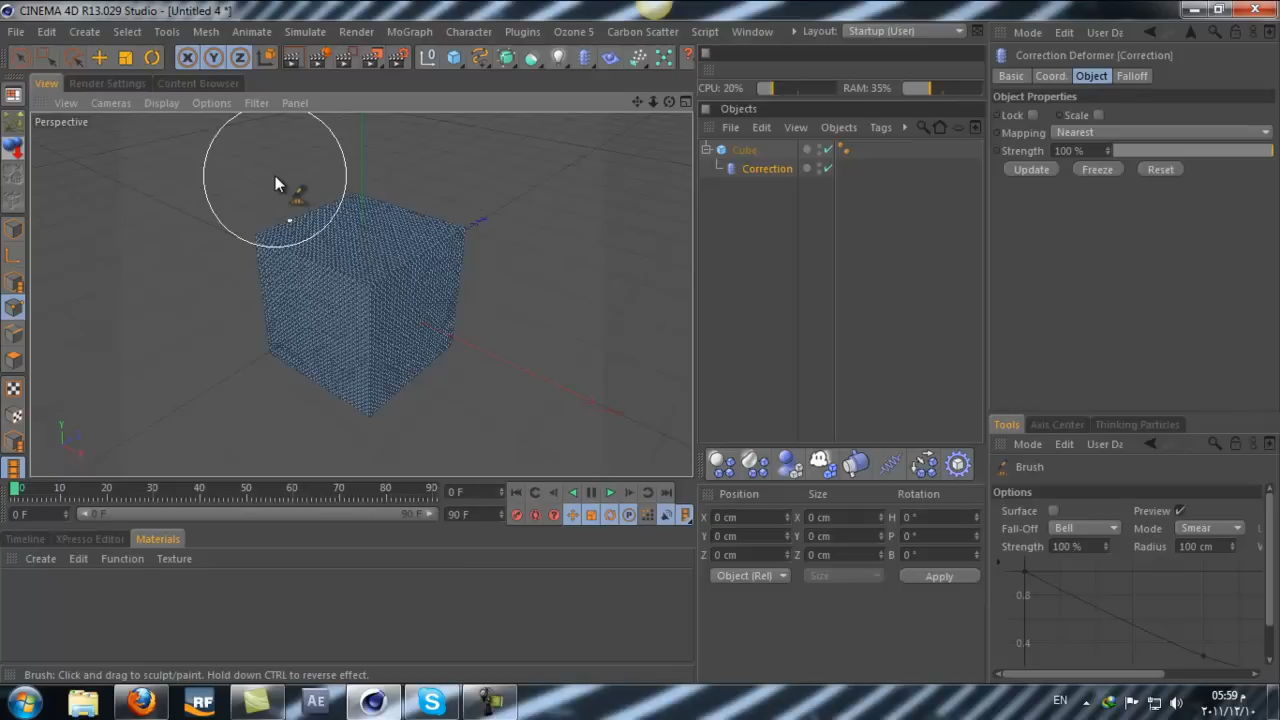 CINEMA 4D R13.029 Studio - [Untitled 4 *]
File Edit Create Select Tools Mesh Animate Simulate Render MoGraph Character Plugins Ozone 5 Carbon Scatter Script Window Layout: Startup (User)
View Render Settings Content Browser
View Cameras Display Options Filter Panel
Perspective
Y
0 10 20 30 40 50 60 70 80 90 0 F
0 F 0 F 90 F 90 F
Timeline XPresso Editor Materials
Create Edit Function Texture
Brush: Click and drag to sculpt/paint. Hold down CTRL to reverse effect.
CPU: 20% RAM: 35%
Objects
File Edit View Objects Tags
Cube
Correction
Position Size Rotation
X 0 cm X 0 cm H 0 °
Y 0 cm Y 0 cm P 0 °
Z 0 cm Z 0 cm B 0 °
Object (Rel) Size Apply
Mode Edit User Da
Correction Deformer [Correction]
Basic Coord. Object Falloff
Object Properties
Lock Scale
Mapping Nearest
Strength 100 %
Update Freeze Reset
Tools Axis Center Thinking Particles
Mode Edit User Da
Brush
Options
Surface Preview
Fall-Off Bell Mode Smear
Strength 100 % Radius 100 cm
0.8
0.4
RF Ae EN 05:59 م
٢٠١١/١٢/١٠